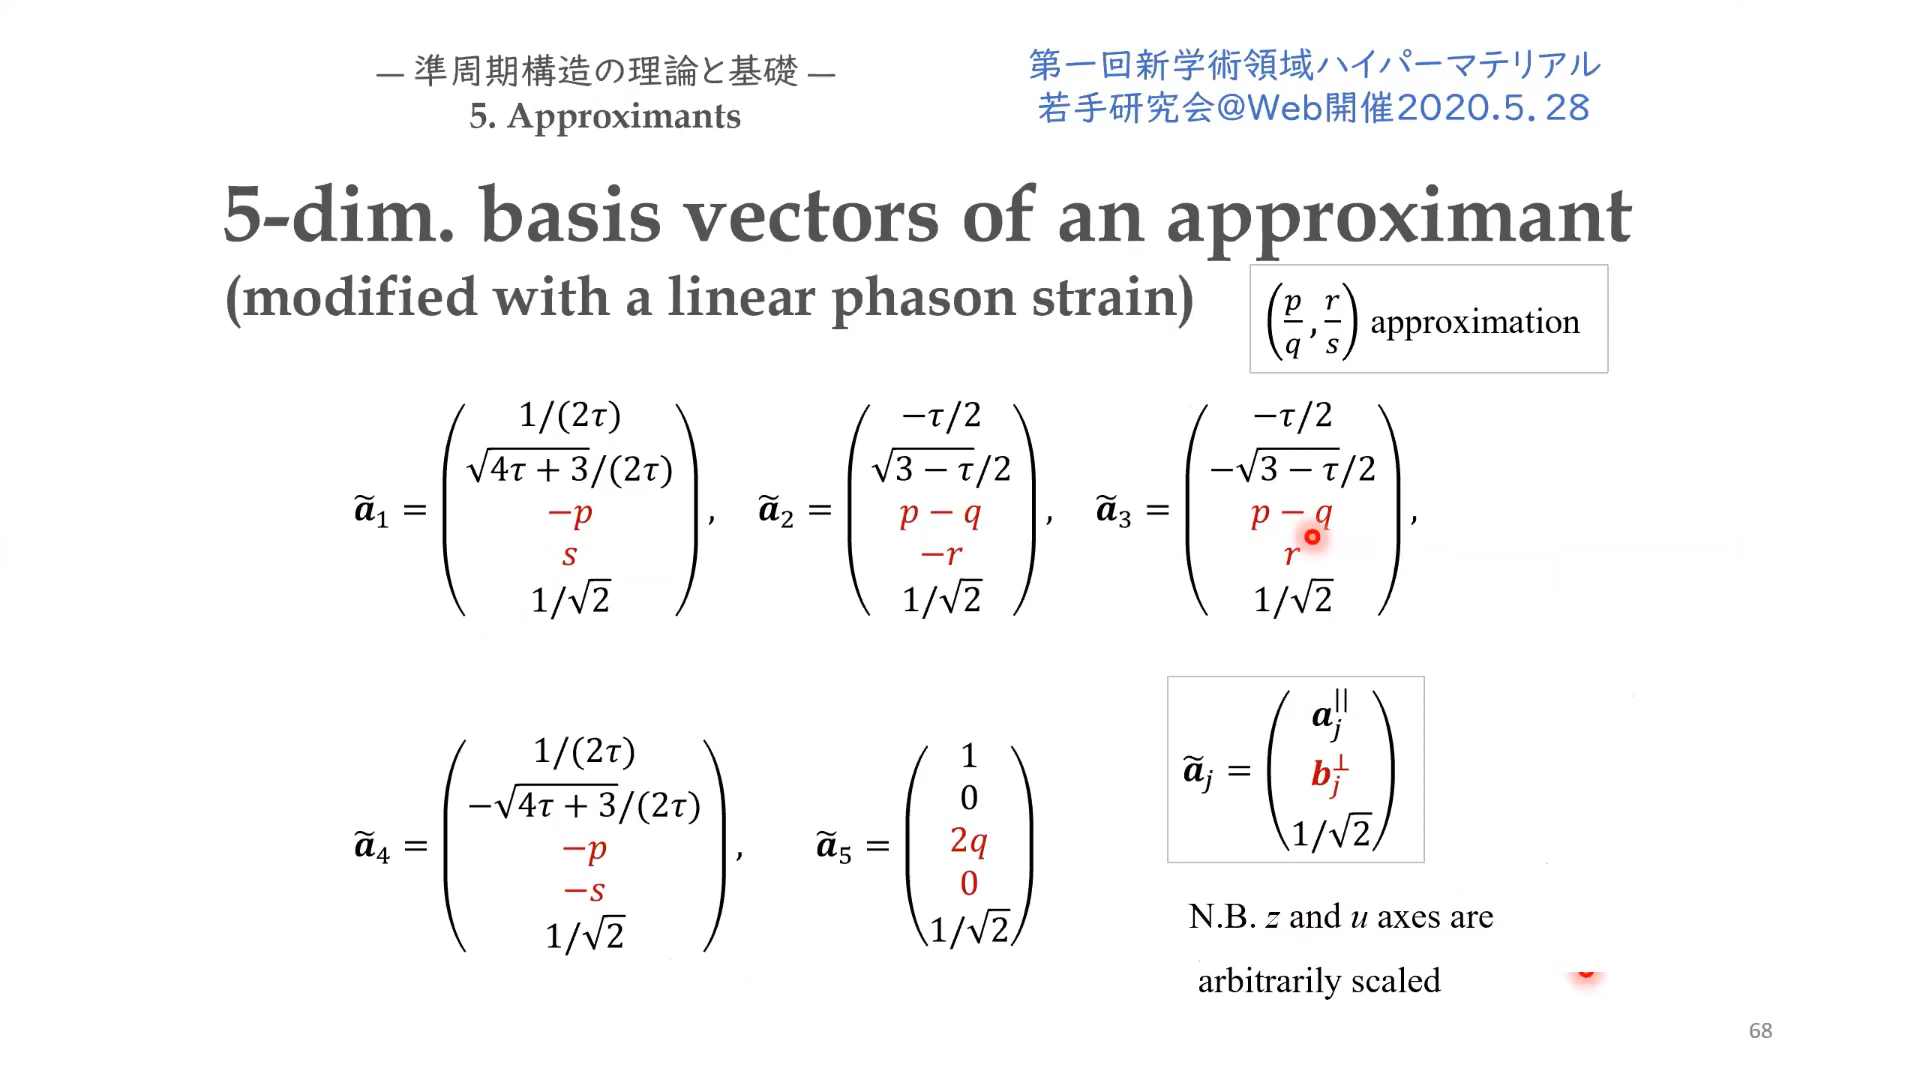 — 準周期構造の理論と基礎 —
5. Approximants
第一回新学術領域ハイパーマテリアル
若手研究会@Web開催2020.5.28
5-dim. basis vectors of an approximant
(modified with a linear phason strain)
(p/q, r/s) approximation
ã₁ = (1/(2τ), √(4τ + 3)/(2τ), −p, s, 1/√2), ã₂ = (−τ/2, √(3 − τ)/2, p − q, −r, 1/√2), ã₃ = (−τ/2, −√(3 − τ)/2, p − q, r, 1/√2),
ã₄ = (1/(2τ), −√(4τ + 3)/(2τ), −p, −s, 1/√2), ã₅ = (1, 0, 2q, 0, 1/√2)
ãⱼ = (aⱼ^||, bⱼ^⊥, 1/√2)
N.B. z and u axes are
arbitrarily scaled
68